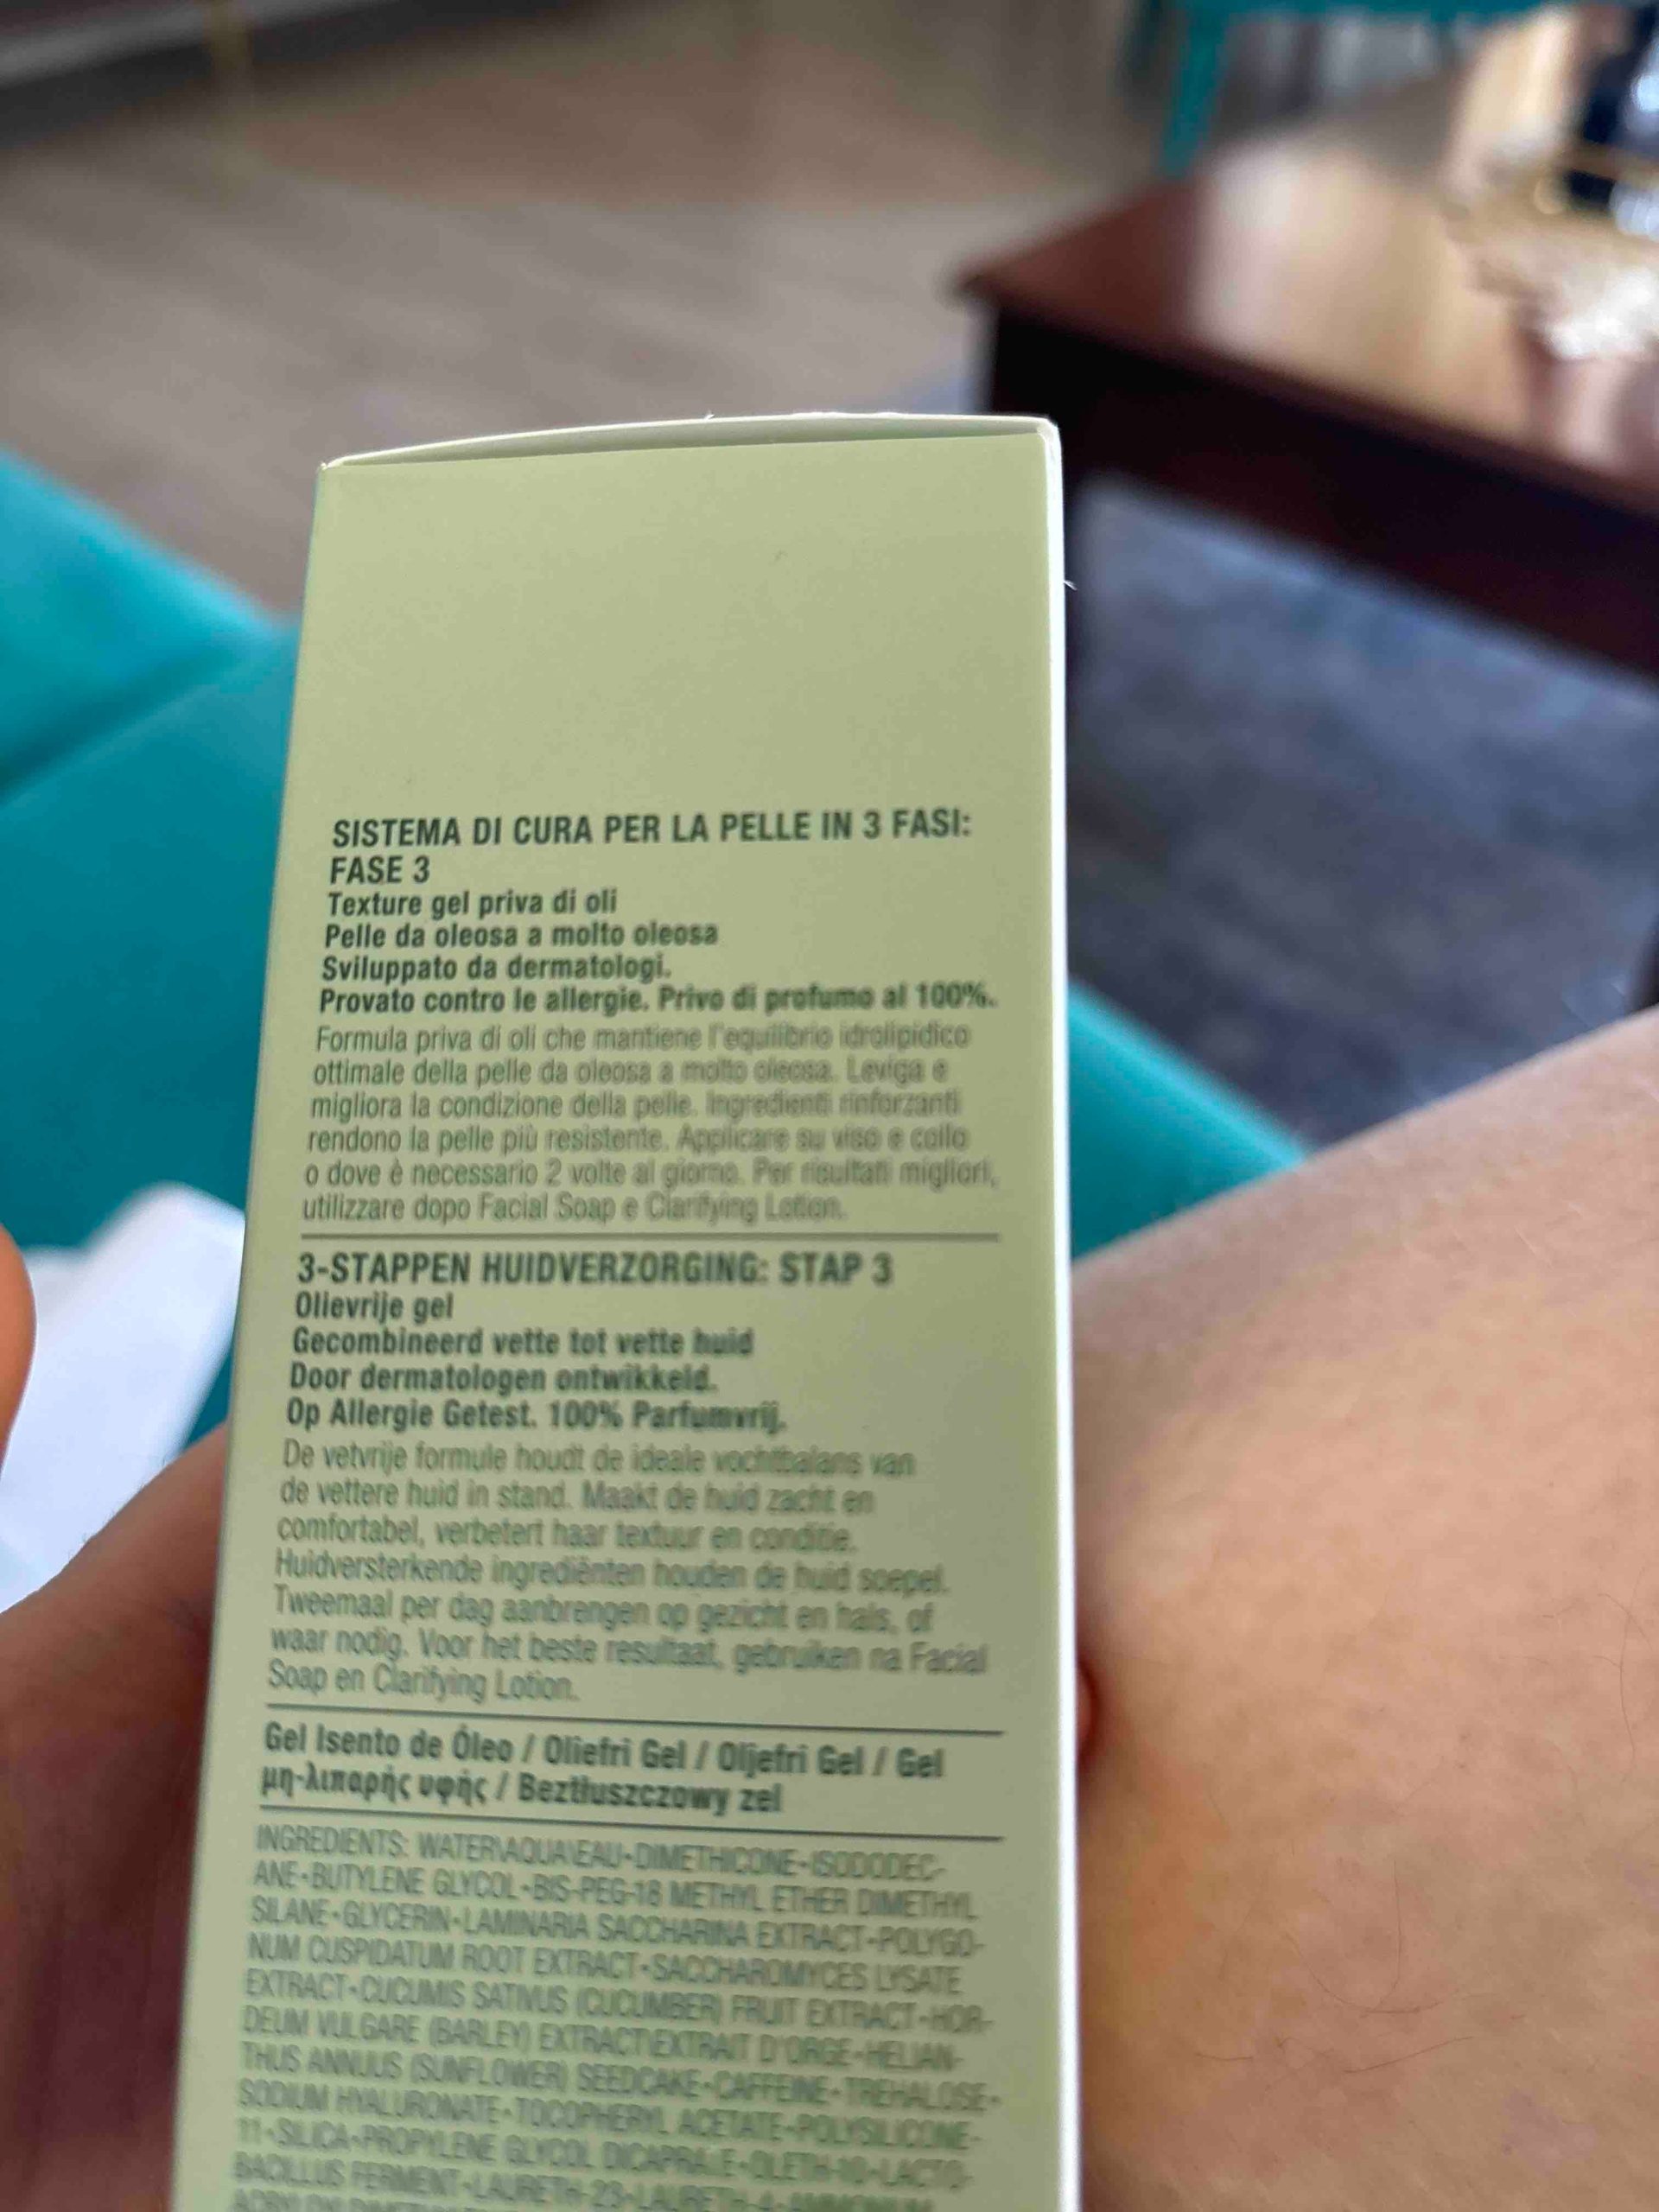 SISTEMA DI CURA PER LA PELLE IN 3 FASI:
FASE 3
Texture gel priva di oli
Pelle da oleosa a molto oleosa
Sviluppato da dermatologi.
Provato contro le allergie. Privo di profumo al 100%.
Formula priva di oli che mantiene l'equilibrio idrolipidico
ottimale della pelle da oleosa a molto oleosa. Leviga e
migliora la condizione della pelle. Ingredienti rinforzanti
rendono la pelle più resistente. Applicare su viso e collo
o dove è necessario 2 volte al giorno. Per risultati migliori,
utilizzare dopo Facial Soap e Clarifying Lotion.
3-STAPPEN HUIDVERZORGING: STAP 3
Olievrije gel
Gecombineerd vette tot vette huid
Door dermatologen ontwikkeld.
Op Allergie Getest. 100% Parfumvrij.
De vetvrije formule houdt de ideale vochtbalans van
de vettere huid in stand. Maakt de huid zacht en
comfortabel, verbetert haar textuur en conditie.
Huidversterkende ingrediënten houden de huid soepel.
Tweemaal per dag aanbrengen op gezicht en hals, of
waar nodig. Voor het beste resultaat, gebruiken na Facial
Soap en Clarifying Lotion.
Gel Isento de Óleo / Oliefri Gel / Oljefri Gel / Gel
μη-λιπαρής υφής / Beztłuszczowy żel
INGREDIENTS: WATER\AQUA\EAU•DIMETHICONE•ISODODEC-
ANE•BUTYLENE GLYCOL•BIS-PEG-18 METHYL ETHER DIMETHYL
SILANE•GLYCERIN•LAMINARIA SACCHARINA EXTRACT•POLYGO-
NUM CUSPIDATUM ROOT EXTRACT•SACCHAROMYCES LYSATE
EXTRACT•CUCUMIS SATIVUS (CUCUMBER) FRUIT EXTRACT•HOR-
DEUM VULGARE (BARLEY) EXTRACT\EXTRAIT D'ORGE•HELIAN-
THUS ANNUUS (SUNFLOWER) SEEDCAKE•CAFFEINE•TREHALOSE•
SODIUM HYALURONATE•TOCOPHERYL ACETATE•POLYSILICONE-
11•SILICA•PROPYLENE GLYCOL DICAPRATE•OLETH-10•LACTO-
BACILLUS FERMENT•LAURETH-23•LAURETH-4•AMMONIUM